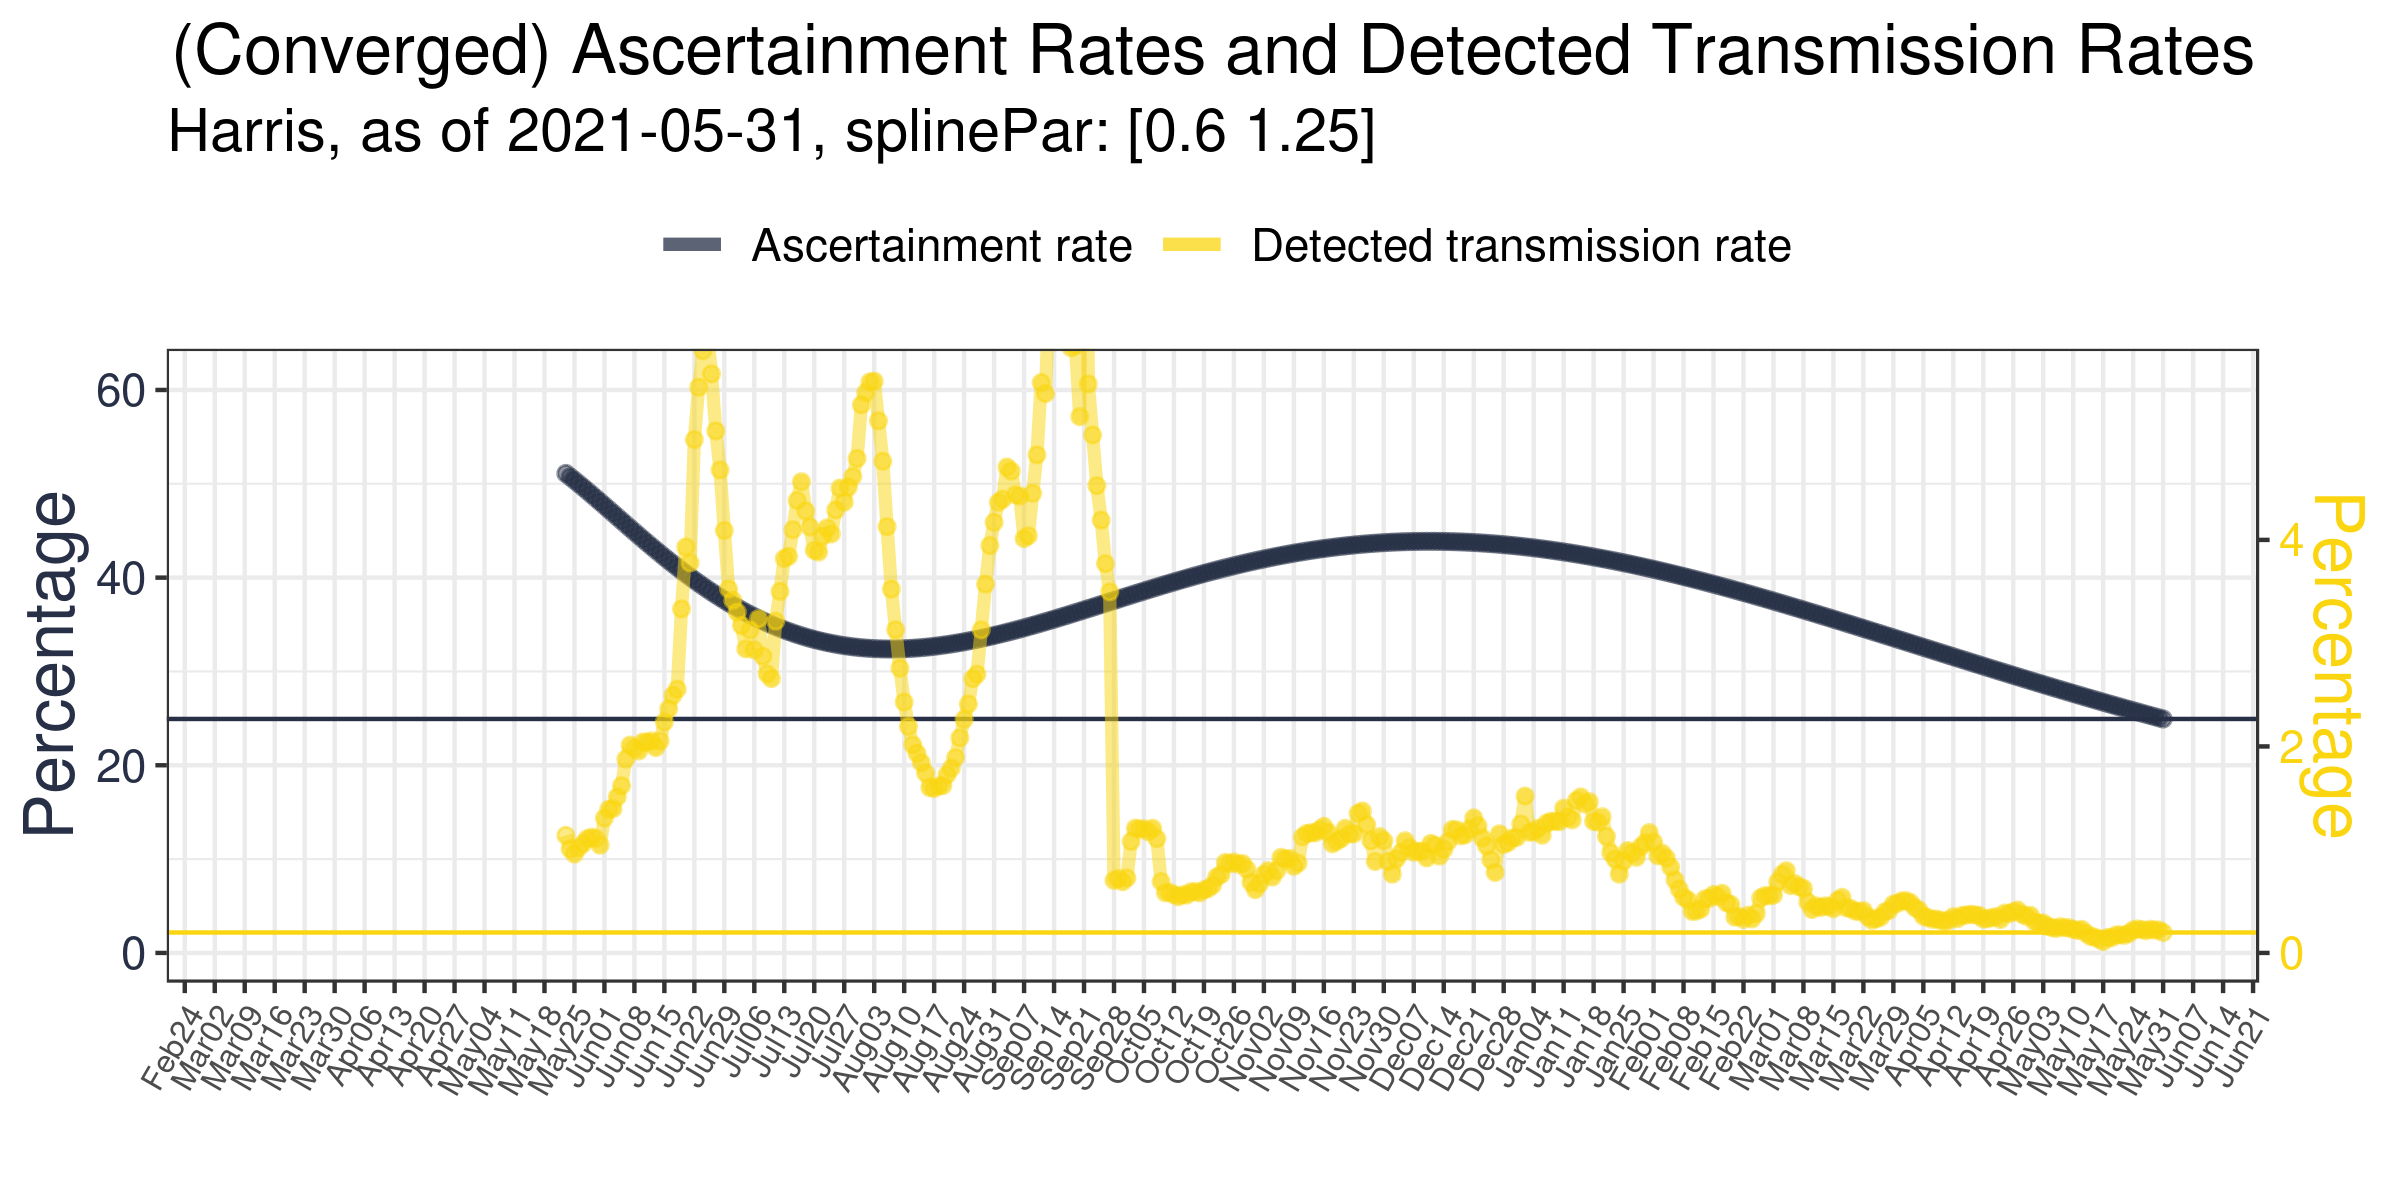 (Converged) Ascertainment Rates and Detected Transmission Rates
Harris, as of 2021-05-31, splinePar: [0.6 1.25]
Ascertainment rate Detected transmission rate
Percentage
60
40
20
0
4
2
0
Percentage
Feb24 Mar02 Mar09 Mar16 Mar23 Mar30 Apr06 Apr13 Apr20 Apr27 May04 May11 May18 May25 Jun01 Jun08 Jun15 Jun22 Jun29 Jul06 Jul13 Jul20 Jul27 Aug03 Aug10 Aug17 Aug24 Aug31 Sep07 Sep14 Sep21 Sep28 Oct05 Oct12 Oct19 Oct26 Nov02 Nov09 Nov16 Nov23 Nov30 Dec07 Dec14 Dec21 Dec28 Jan04 Jan11 Jan18 Jan25 Feb01 Feb08 Feb15 Feb22 Mar01 Mar08 Mar15 Mar22 Mar29 Apr05 Apr12 Apr19 Apr26 May03 May10 May17 May24 May31 Jun07 Jun14 Jun21